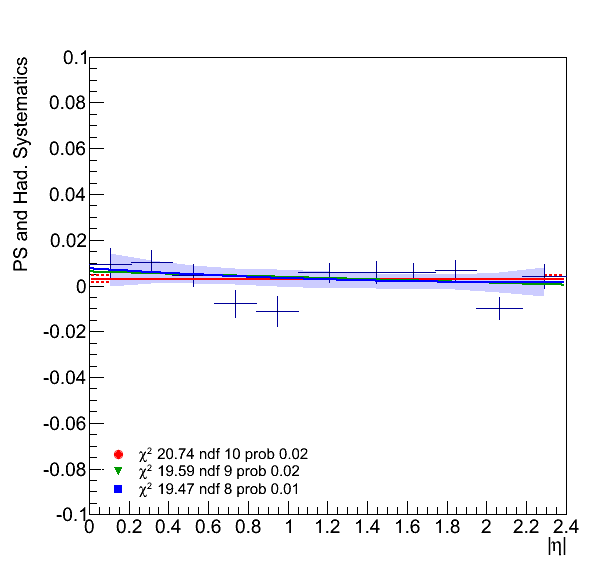 PS and Had. Systematics
0.1
0.08
0.06
0.04
0.02
0
-0.02
-0.04
-0.06
-0.08
-0.1
χ² 20.74 ndf 10 prob 0.02
χ² 19.59 ndf 9 prob 0.02
χ² 19.47 ndf 8 prob 0.01
0 0.2 0.4 0.6 0.8 1 1.2 1.4 1.6 1.8 2 2.2 2.4
|η|